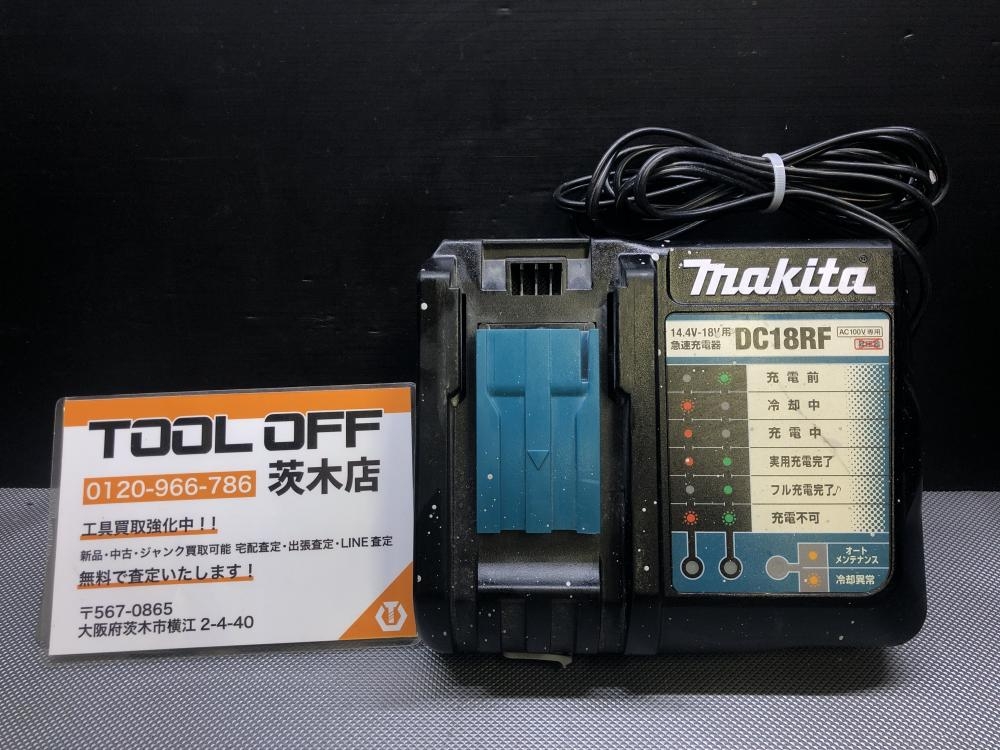 TOOL OFF
0120-966-786 茨木店
工具買取強化中!!
新品・中古・ジャンク買取可能 宅配査定・出張査定・LINE査定
無料で査定いたします!
〒567-0865
大阪府茨木市横江 2-4-40
makita®
14.4V-18V用
急速充電器
DC18RF
AC100V専用
充電前
冷却中
充電中
実用充電完了
フル充電完了♪
充電不可
オート
メンテナンス
冷却異常